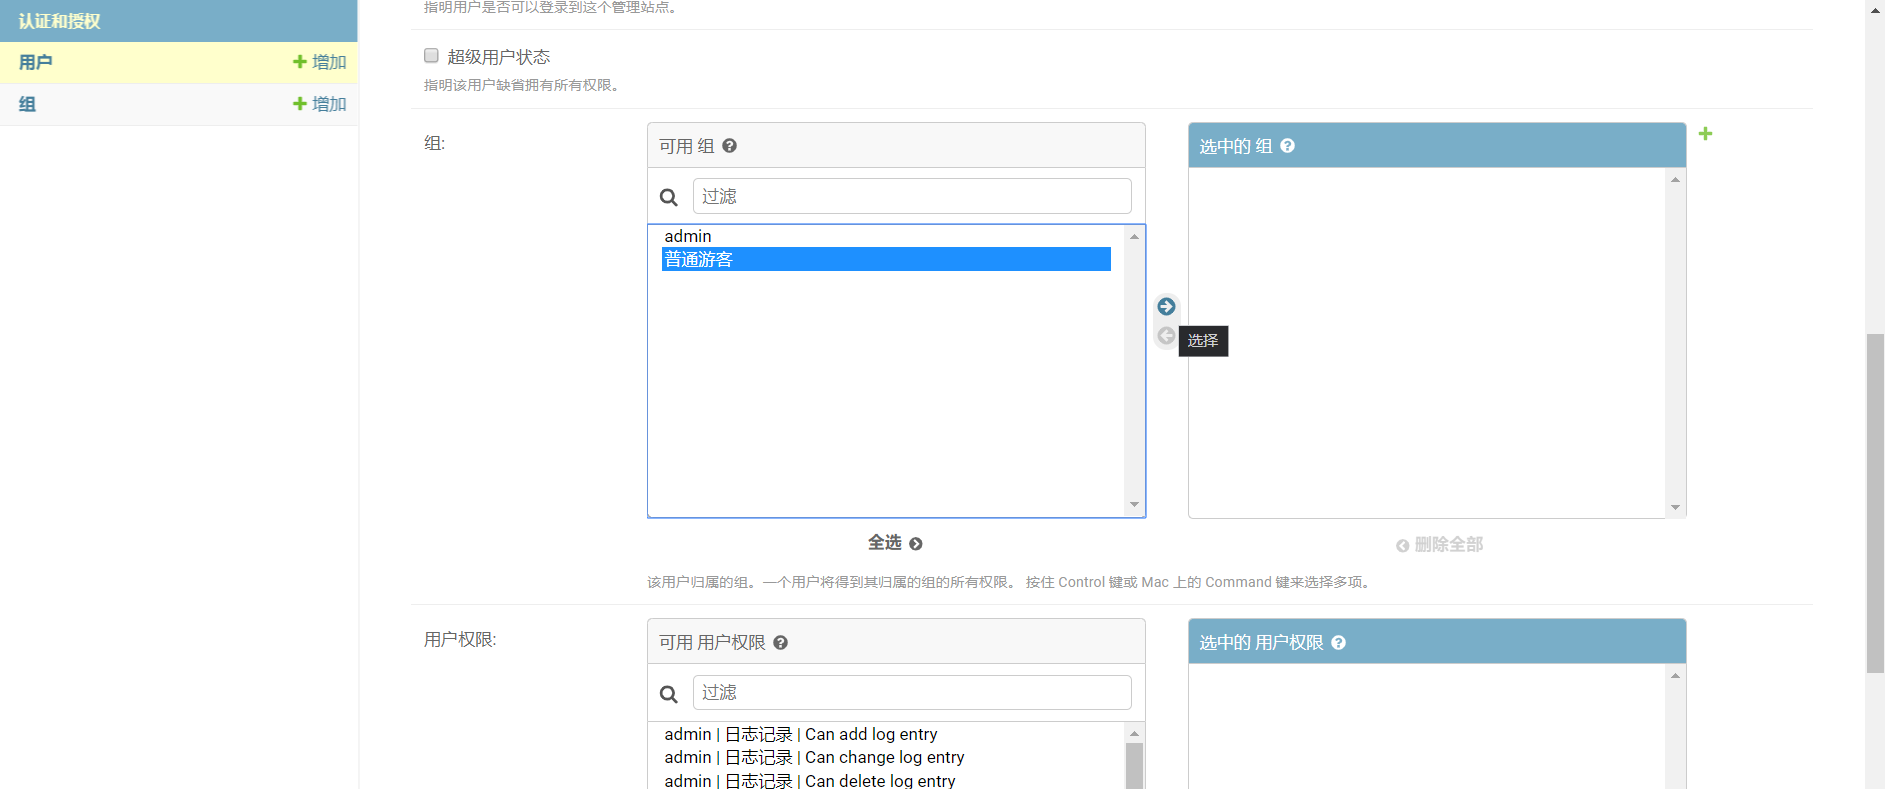 认证和授权
用户
增加
组
增加
指明用户是否可以登录到这个管理站点。
超级用户状态
指明该用户缺省拥有所有权限。
组:
可用 组
过滤
admin
普通游客
全选
选择
选中的 组
删除全部
该用户归属的组。一个用户将得到其归属的组的所有权限。 按住 Control 键或 Mac 上的 Command 键来选择多项。
用户权限:
可用 用户权限
过滤
admin | 日志记录 | Can add log entry
admin | 日志记录 | Can change log entry
admin | 日志记录 | Can delete log entry
选中的 用户权限